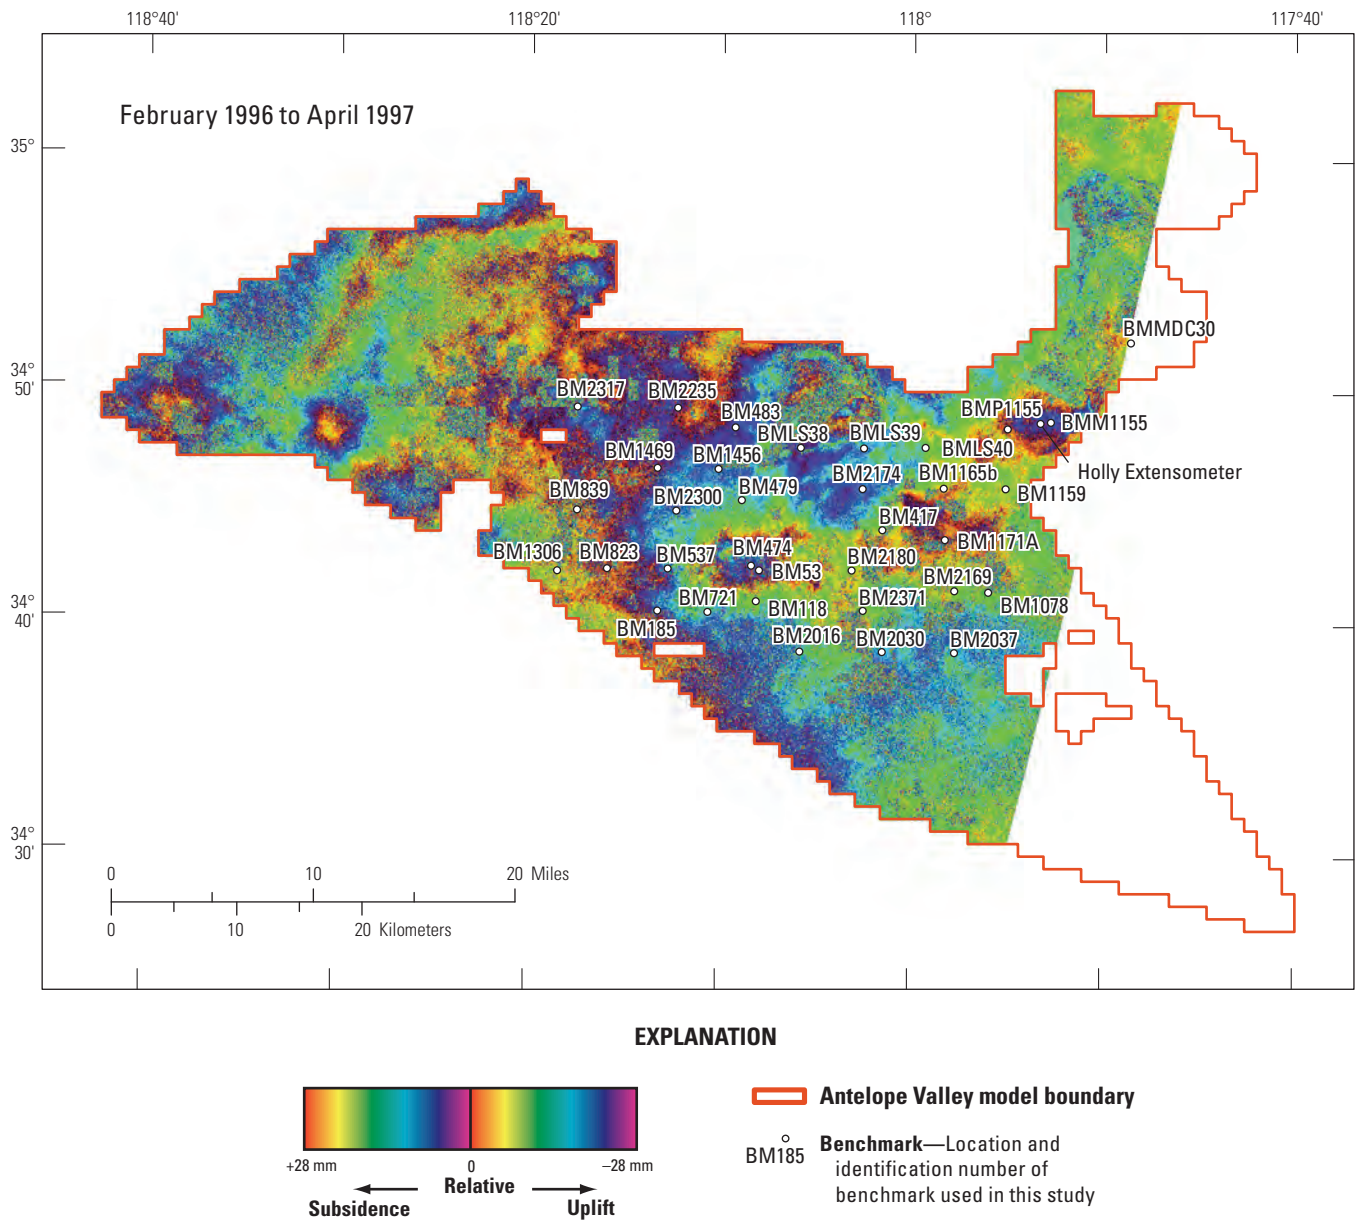 118°40'
118°20'
118°
117°40'
February 1996 to April 1997
35°
BMMDC30
34°
50'
BM2317
BM2235
BM483
BMP1155
BMM1155
BMLS38
BMLS39
BMLS40
BM1469
BM1456
BM2174
BM1165b
Holly Extensometer
BM839
BM2300
BM479
BM1159
BM417
BM1306
BM823
BM537
BM474
BM53
BM2180
BM1171A
BM2169
BM721
BM118
BM2371
BM1078
34°
40'
BM185
BM2016
BM2030
BM2037
34°
30'
0 10 20 Miles
0 10 20 Kilometers
EXPLANATION
+28 mm 0 –28 mm
Relative
Subsidence Uplift
Antelope Valley model boundary
BM185
Benchmark—Location and
identification number of
benchmark used in this study